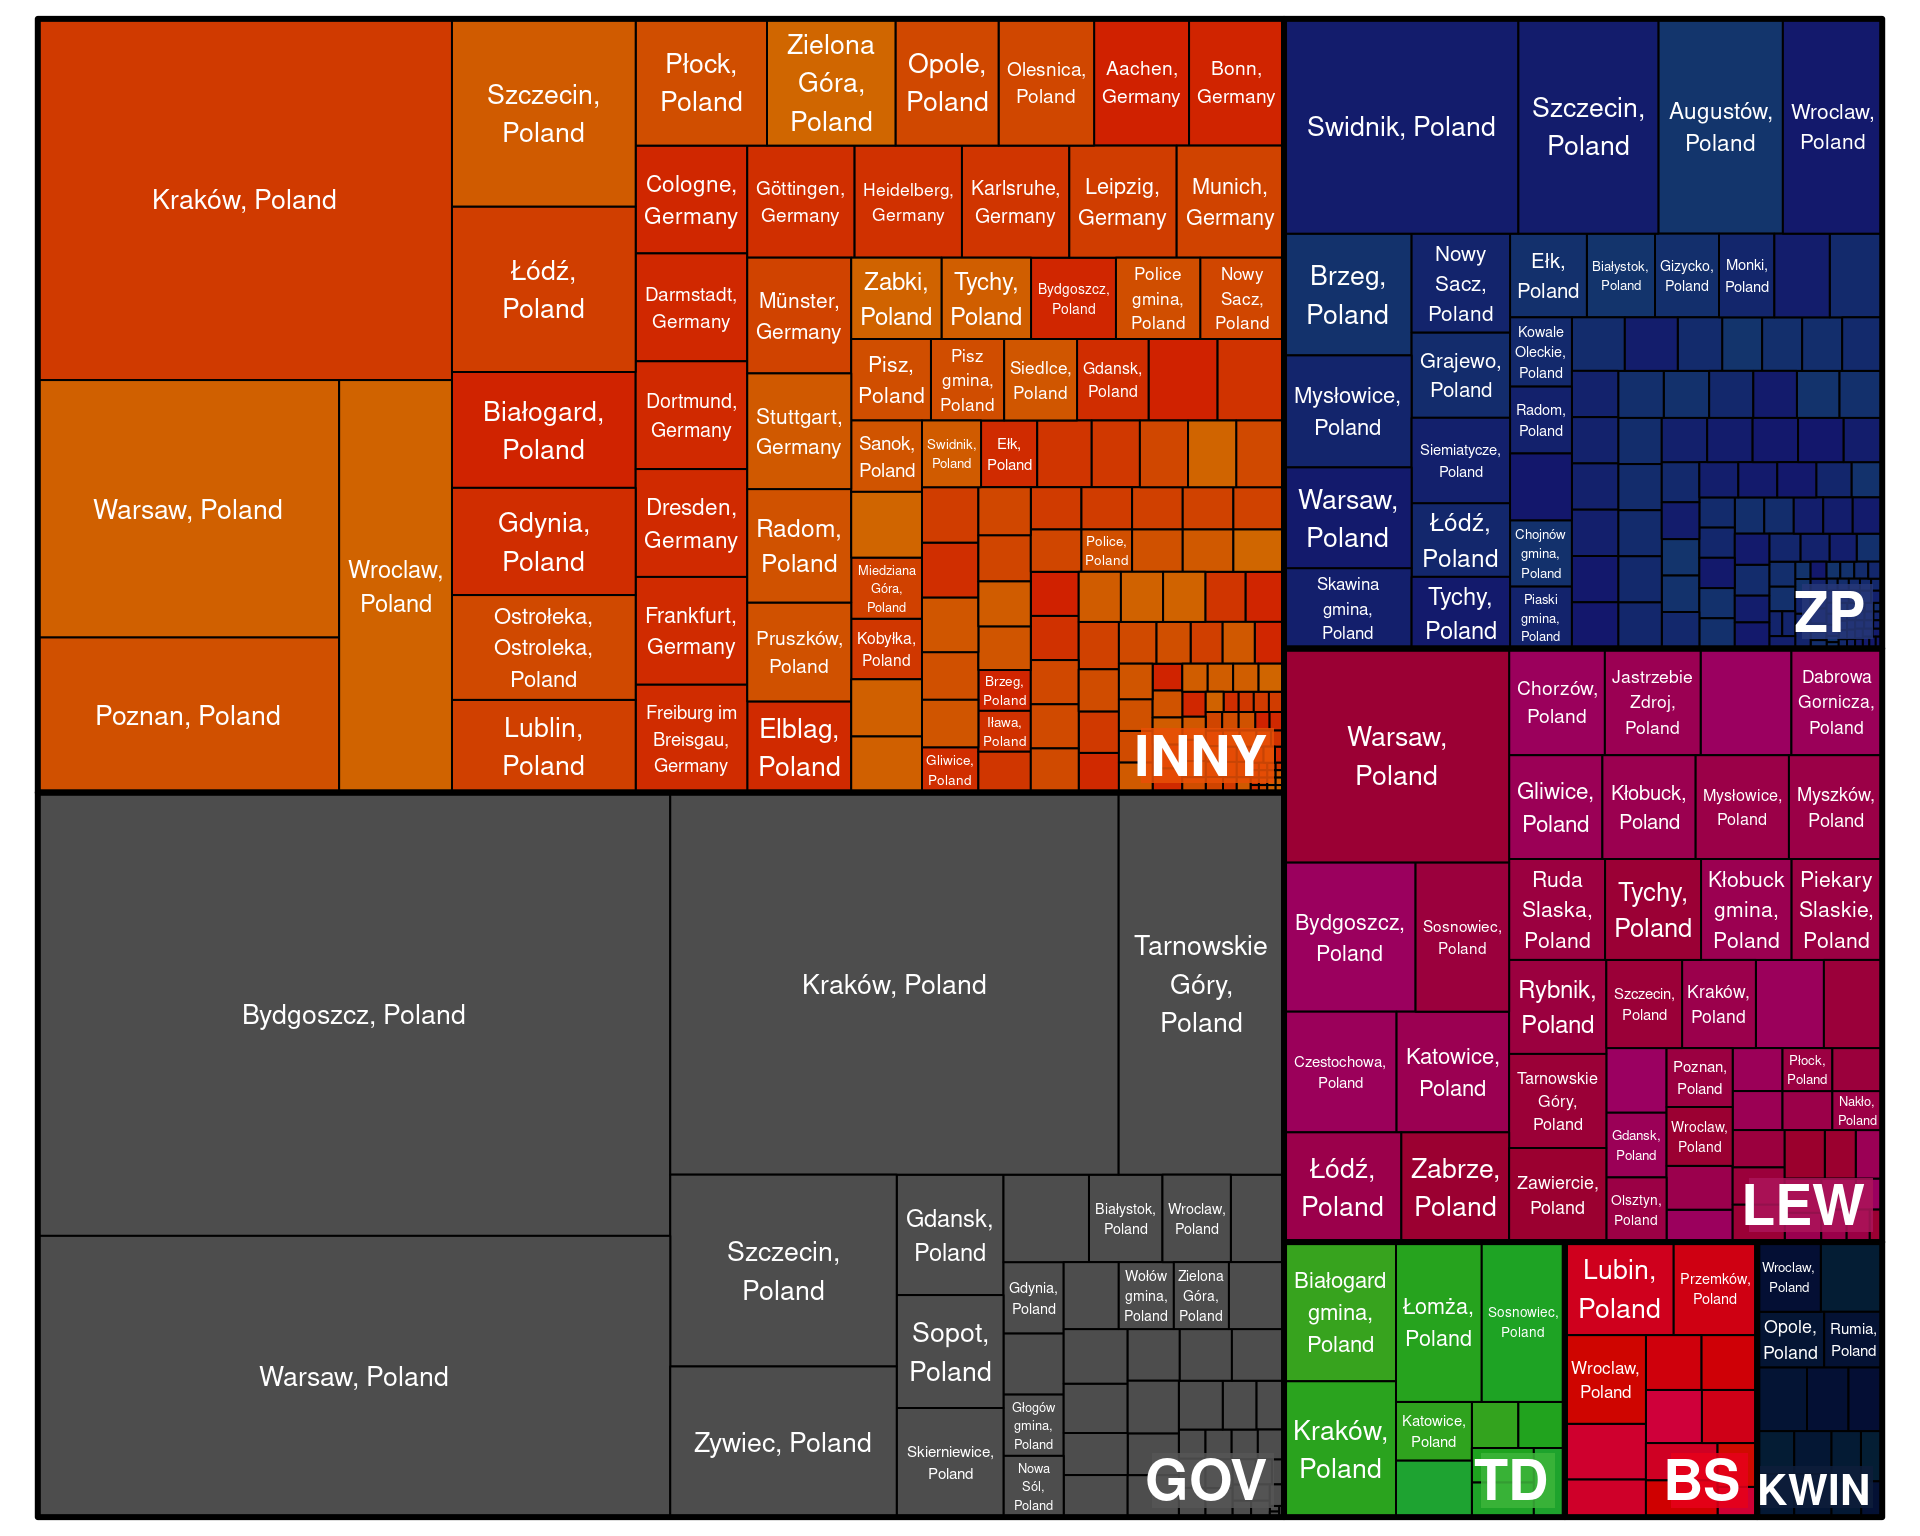 Kraków, Poland
Warsaw, Poland
Poznan, Poland
Wroclaw,
Poland
Szczecin,
Poland
Łódź,
Poland
Białogard,
Poland
Gdynia,
Poland
Ostrołeka,
Ostroleka,
Poland
Lublin,
Poland
Płock,
Poland
Zielona
Góra,
Poland
Opole,
Poland
Olesnica,
Poland
Aachen,
Germany
Bonn,
Germany
Cologne,
Germany
Göttingen,
Germany
Heidelberg,
Germany
Karlsruhe,
Germany
Leipzig,
Germany
Munich,
Germany
Darmstadt,
Germany
Dortmund,
Germany
Dresden,
Germany
Frankfurt,
Germany
Freiburg im
Breisgau,
Germany
Münster,
Germany
Stuttgart,
Germany
Radom,
Poland
Pruszków,
Poland
Elblag,
Poland
Zabki,
Poland
Tychy,
Poland
Bydgoszcz,
Poland
Police
gmina,
Poland
Nowy
Sacz,
Poland
Pisz,
Poland
Pisz
gmina,
Poland
Siedlce,
Poland
Gdansk,
Poland
Sanok,
Poland
Swidnik,
Poland
Ełk,
Poland
Police,
Poland
Miedziana
Góra,
Poland
Kobyłka,
Poland
Brzeg,
Poland
Iława,
Poland
Gliwice,
Poland
INNY
Bydgoszcz, Poland
Warsaw, Poland
Kraków, Poland
Tarnowskie
Góry,
Poland
Szczecin,
Poland
Zywiec, Poland
Gdansk,
Poland
Sopot,
Poland
Skierniewice,
Poland
Białystok,
Poland
Wroclaw,
Poland
Gdynia,
Poland
Wołów
gmina,
Poland
Zielona
Góra,
Poland
Głogów
gmina,
Poland
Nowa
Sól,
Poland
GOV
Swidnik, Poland
Szczecin,
Poland
Augustów,
Poland
Wroclaw,
Poland
Brzeg,
Poland
Mysłowice,
Poland
Warsaw,
Poland
Skawina
gmina,
Poland
Nowy
Sacz,
Poland
Grajewo,
Poland
Siemiatycze,
Poland
Łódź,
Poland
Tychy,
Poland
Ełk,
Poland
Białystok,
Poland
Gizycko,
Poland
Monki,
Poland
Kowale
Oleckie,
Poland
Radom,
Poland
Chojnów
gmina,
Poland
Piaski
gmina,
Poland
ZP
Warsaw,
Poland
Bydgoszcz,
Poland
Sosnowiec,
Poland
Czestochowa,
Poland
Katowice,
Poland
Łódź,
Poland
Zabrze,
Poland
Chorzów,
Poland
Jastrzebie
Zdroj,
Poland
Dabrowa
Gornicza,
Poland
Gliwice,
Poland
Kłobuck,
Poland
Mysłowice,
Poland
Myszków,
Poland
Ruda
Slaska,
Poland
Tychy,
Poland
Kłobuck
gmina,
Poland
Piekary
Slaskie,
Poland
Rybnik,
Poland
Szczecin,
Poland
Kraków,
Poland
Tarnowskie
Góry,
Poland
Zawiercie,
Poland
Poznan,
Poland
Płock,
Poland
Nakło,
Poland
Gdansk,
Poland
Wroclaw,
Poland
Olsztyn,
Poland
LEW
Białogard
gmina,
Poland
Łomża,
Poland
Sosnowiec,
Poland
Kraków,
Poland
Katowice,
Poland
TD
Lubin,
Poland
Przemków,
Poland
Wroclaw,
Poland
BS
Wroclaw,
Poland
Opole,
Poland
Rumia,
Poland
KWIN